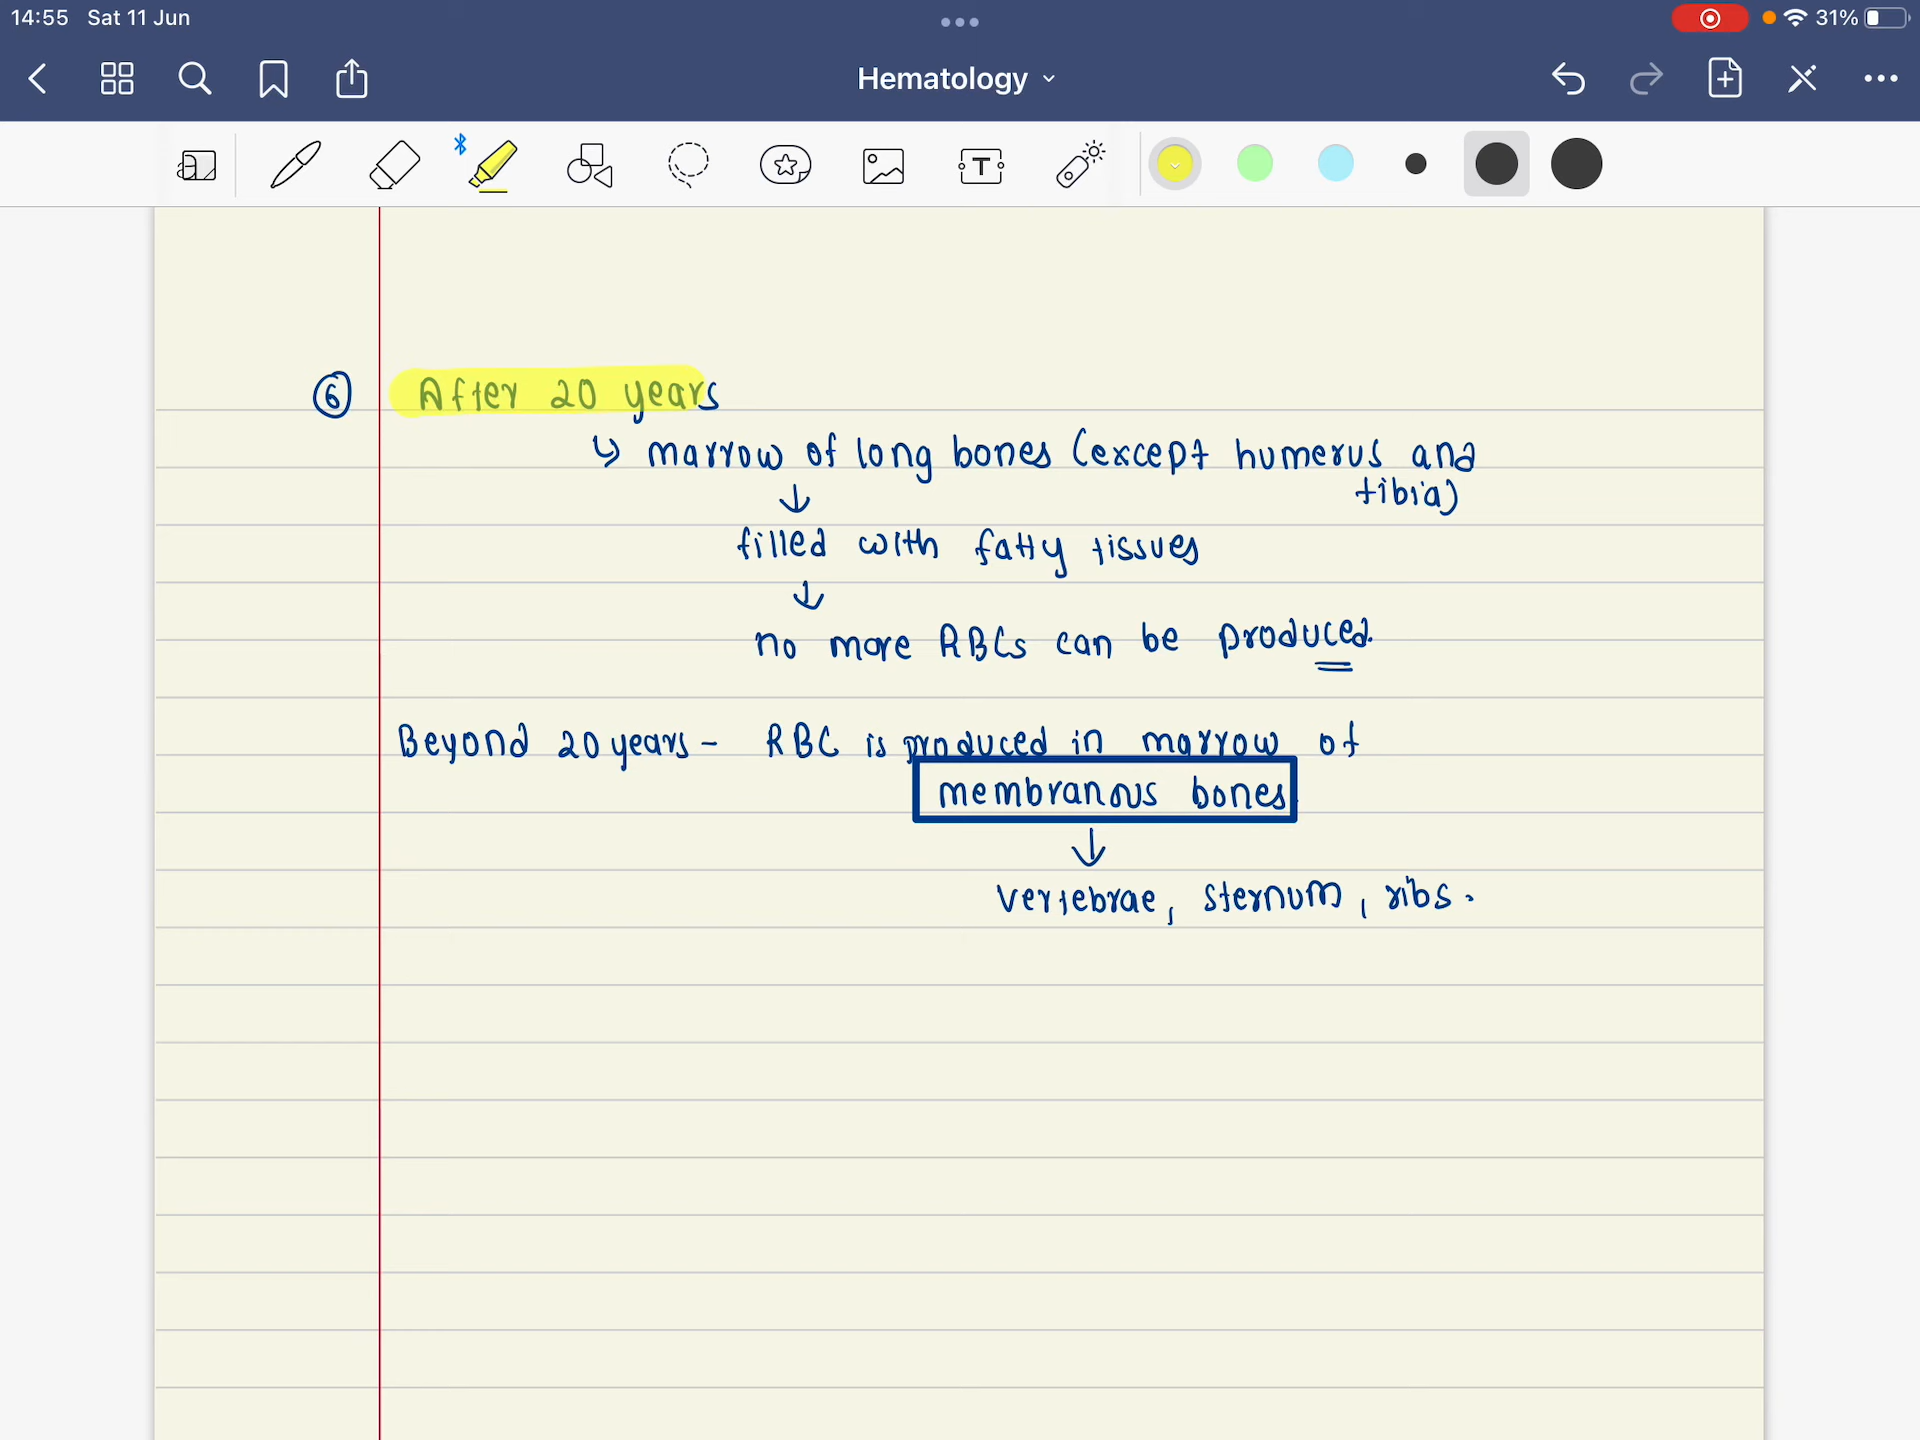 14:55 Sat 11 Jun
31%
Hematology
T
⑥ After 20 years
↳ marrow of long bones (except humerus and
tibia)
↓
filled with fatty tissues
↓
no more RBCs can be produced.
Beyond 20 years - RBC is produced in marrow of
membranous bones.
↓
Vertebrae, sternum, ribs.